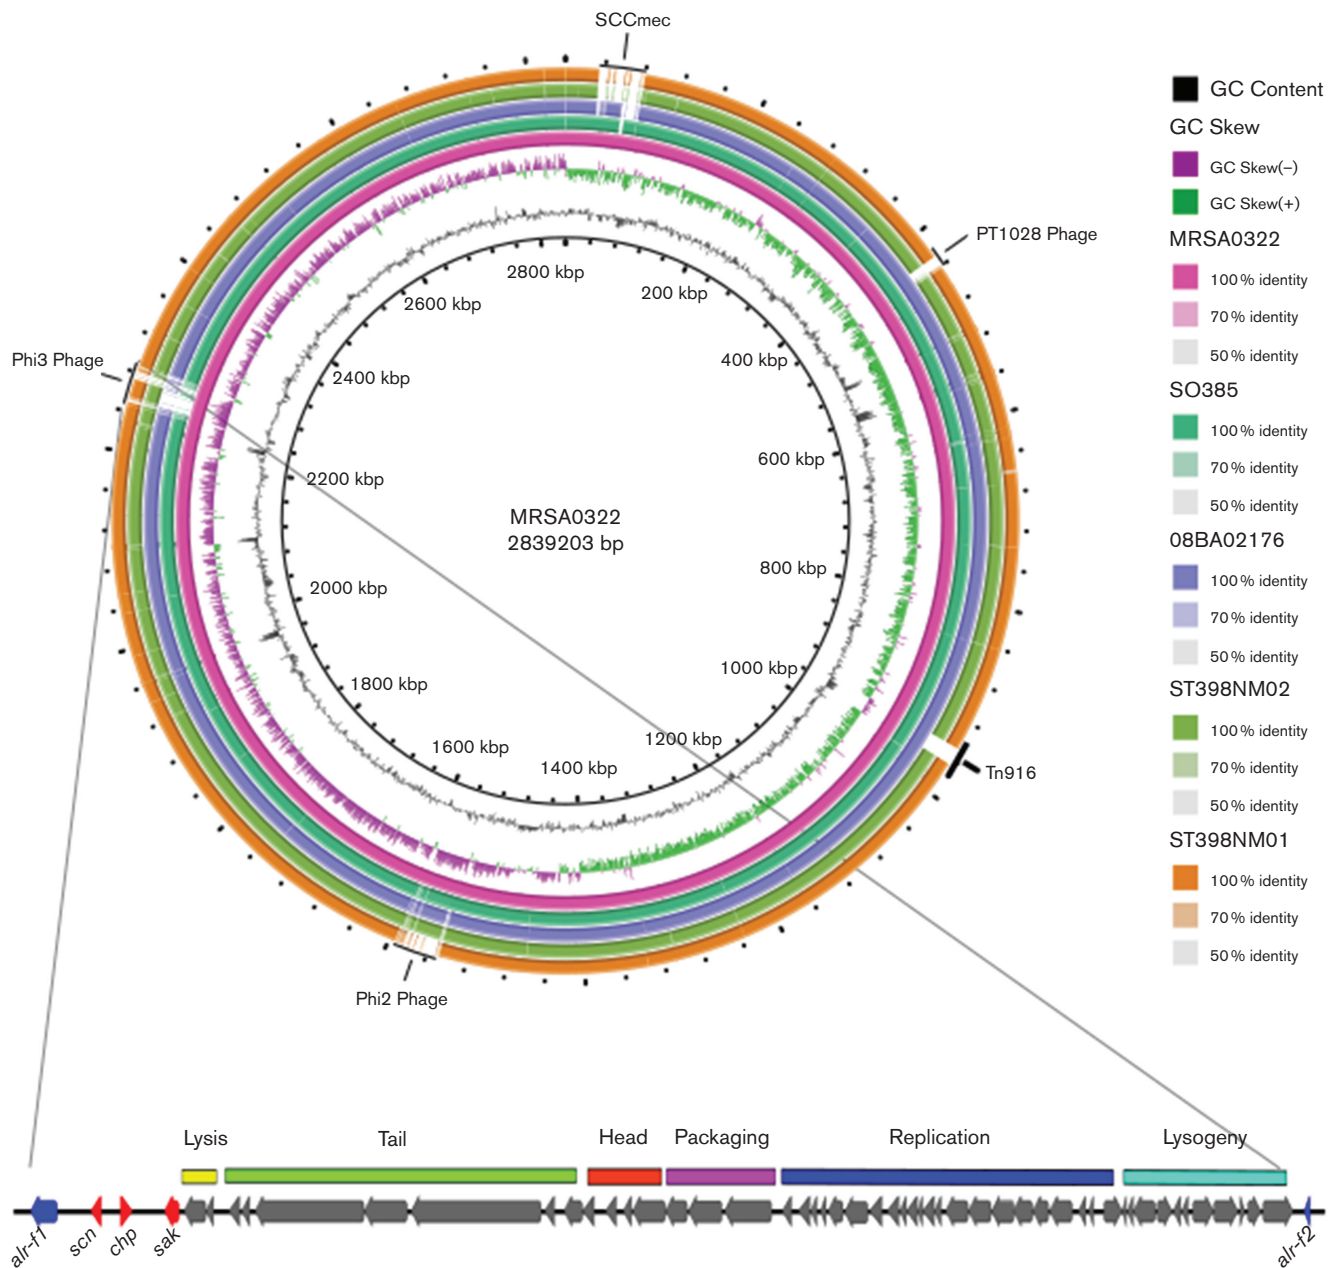 SCCmec
PT1028 Phage
Phi3 Phage
Tn916
Phi2 Phage
2800 kbp
200 kbp
400 kbp
600 kbp
800 kbp
1000 kbp
1200 kbp
1400 kbp
1600 kbp
1800 kbp
2000 kbp
2200 kbp
2400 kbp
2600 kbp
MRSA0322
2839203 bp
GC Content
GC Skew
GC Skew(−)
GC Skew(+)
MRSA0322
100 % identity
70 % identity
50 % identity
SO385
100 % identity
70 % identity
50 % identity
08BA02176
100 % identity
70 % identity
50 % identity
ST398NM02
100 % identity
70 % identity
50 % identity
ST398NM01
100 % identity
70 % identity
50 % identity
Lysis
Tail
Head
Packaging
Replication
Lysogeny
alr-f1
scn
chp
sak
alr-f2